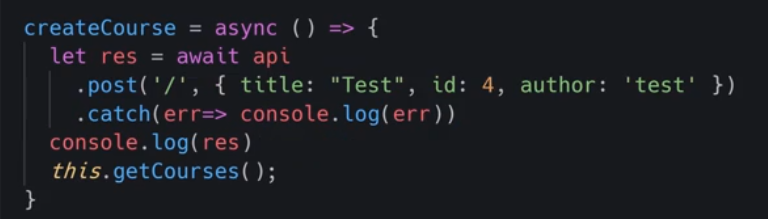 createCourse = async () => {
let res = await api
.post('/', { title: "Test", id: 4, author: 'test' })
.catch(err=> console.log(err))
console.log(res)
this.getCourses();
}